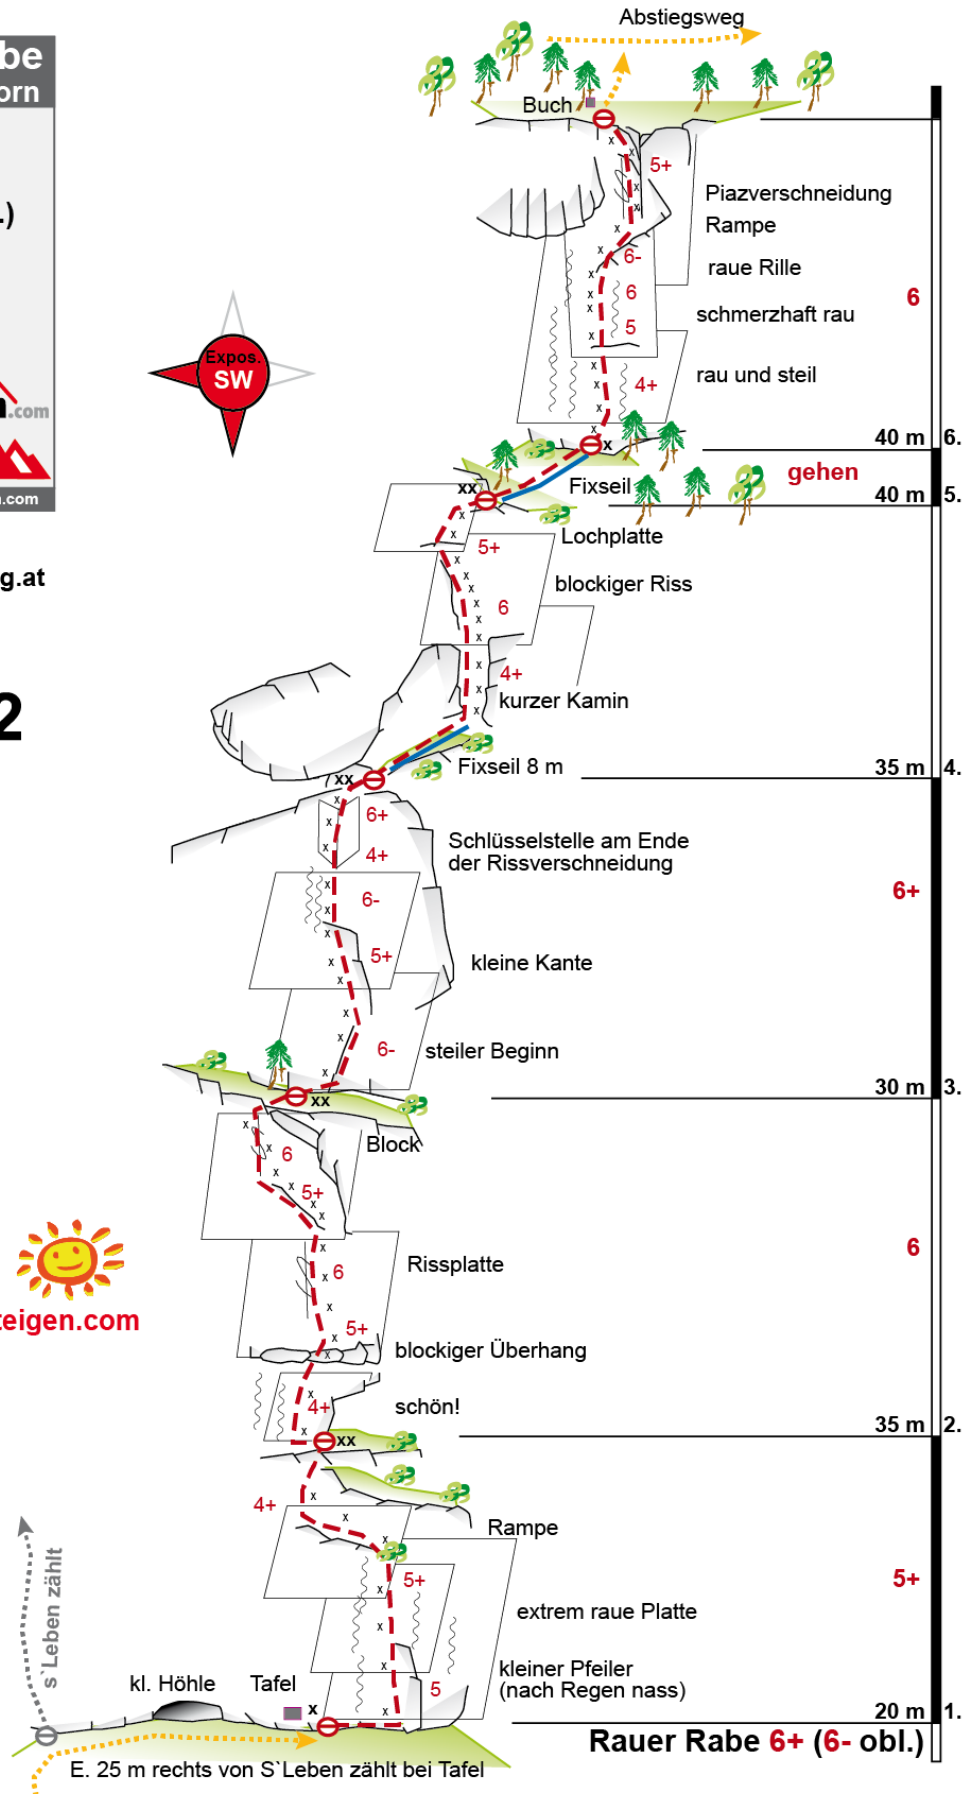 Abstiegsweg
be
orn
Buch
5+
.)
Piazverschneidung
Rampe
6-
raue Rille
6
6
schmerzhaft rau
5
Expos.
SW
rau und steil
4+
.com
40 m 6.
x
gehen
xx
Fixseil
40 m 5.
n.com
Lochplatte
5+
g.at
blockiger Riss
6
4+
kurzer Kamin
2
Fixseil 8 m
35 m 4.
xx
6+
Schlüsselstelle am Ende
der Rissverschneidung
4+
6-
6+
5+
kleine Kante
6-
steiler Beginn
xx
30 m 3.
Block
6
5+
6
Rissplatte
6
teigen.com
5+
blockiger Überhang
4+
schön!
xx
35 m 2.
4+
Rampe
5+
5+
extrem raue Platte
s`Leben zählt
kleiner Pfeiler
(nach Regen nass)
5
kl. Höhle
Tafel
x
20 m 1.
Rauer Rabe 6+ (6- obl.)
E. 25 m rechts von S`Leben zählt bei Tafel